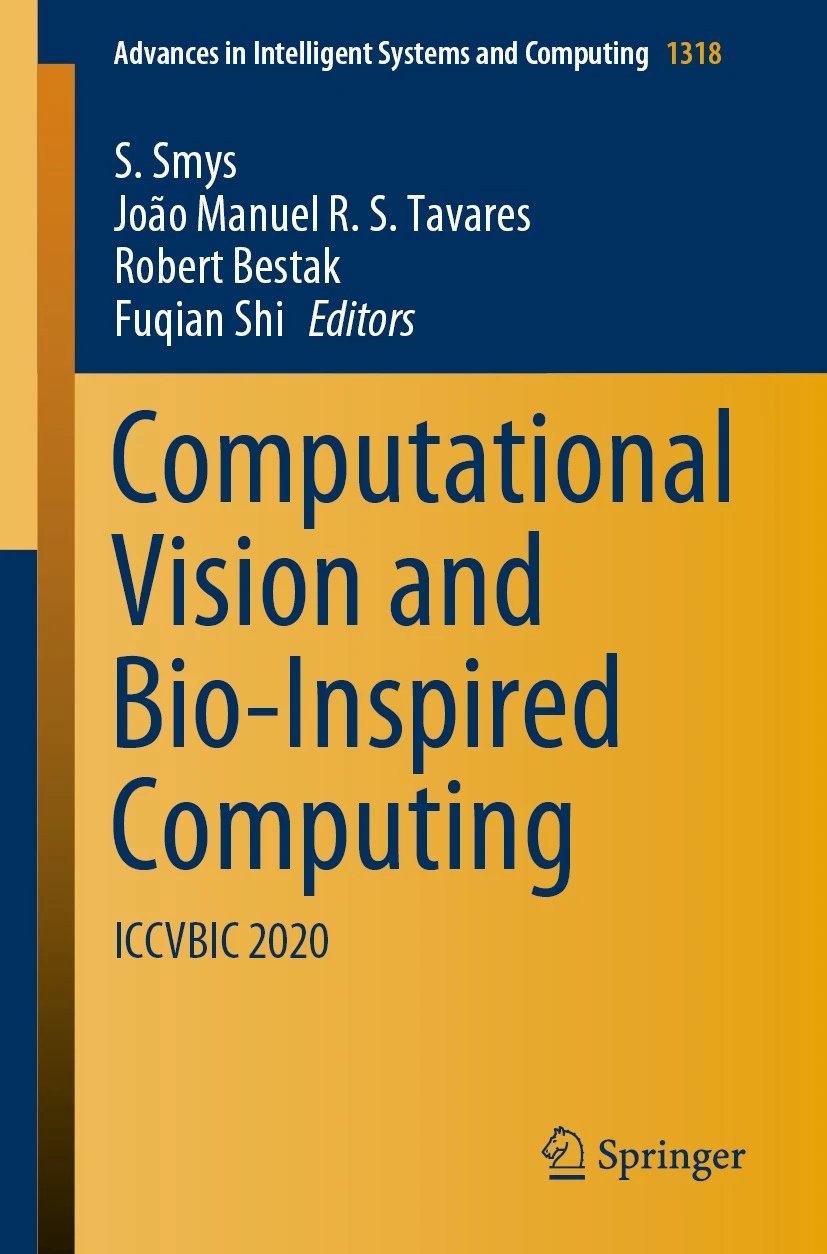 Advances in Intelligent Systems and Computing 1318
S. Smys
João Manuel R. S. Tavares
Robert Bestak
Fuqian Shi Editors
Computational
Vision and
Bio-Inspired
Computing
ICCVBIC 2020
Springer